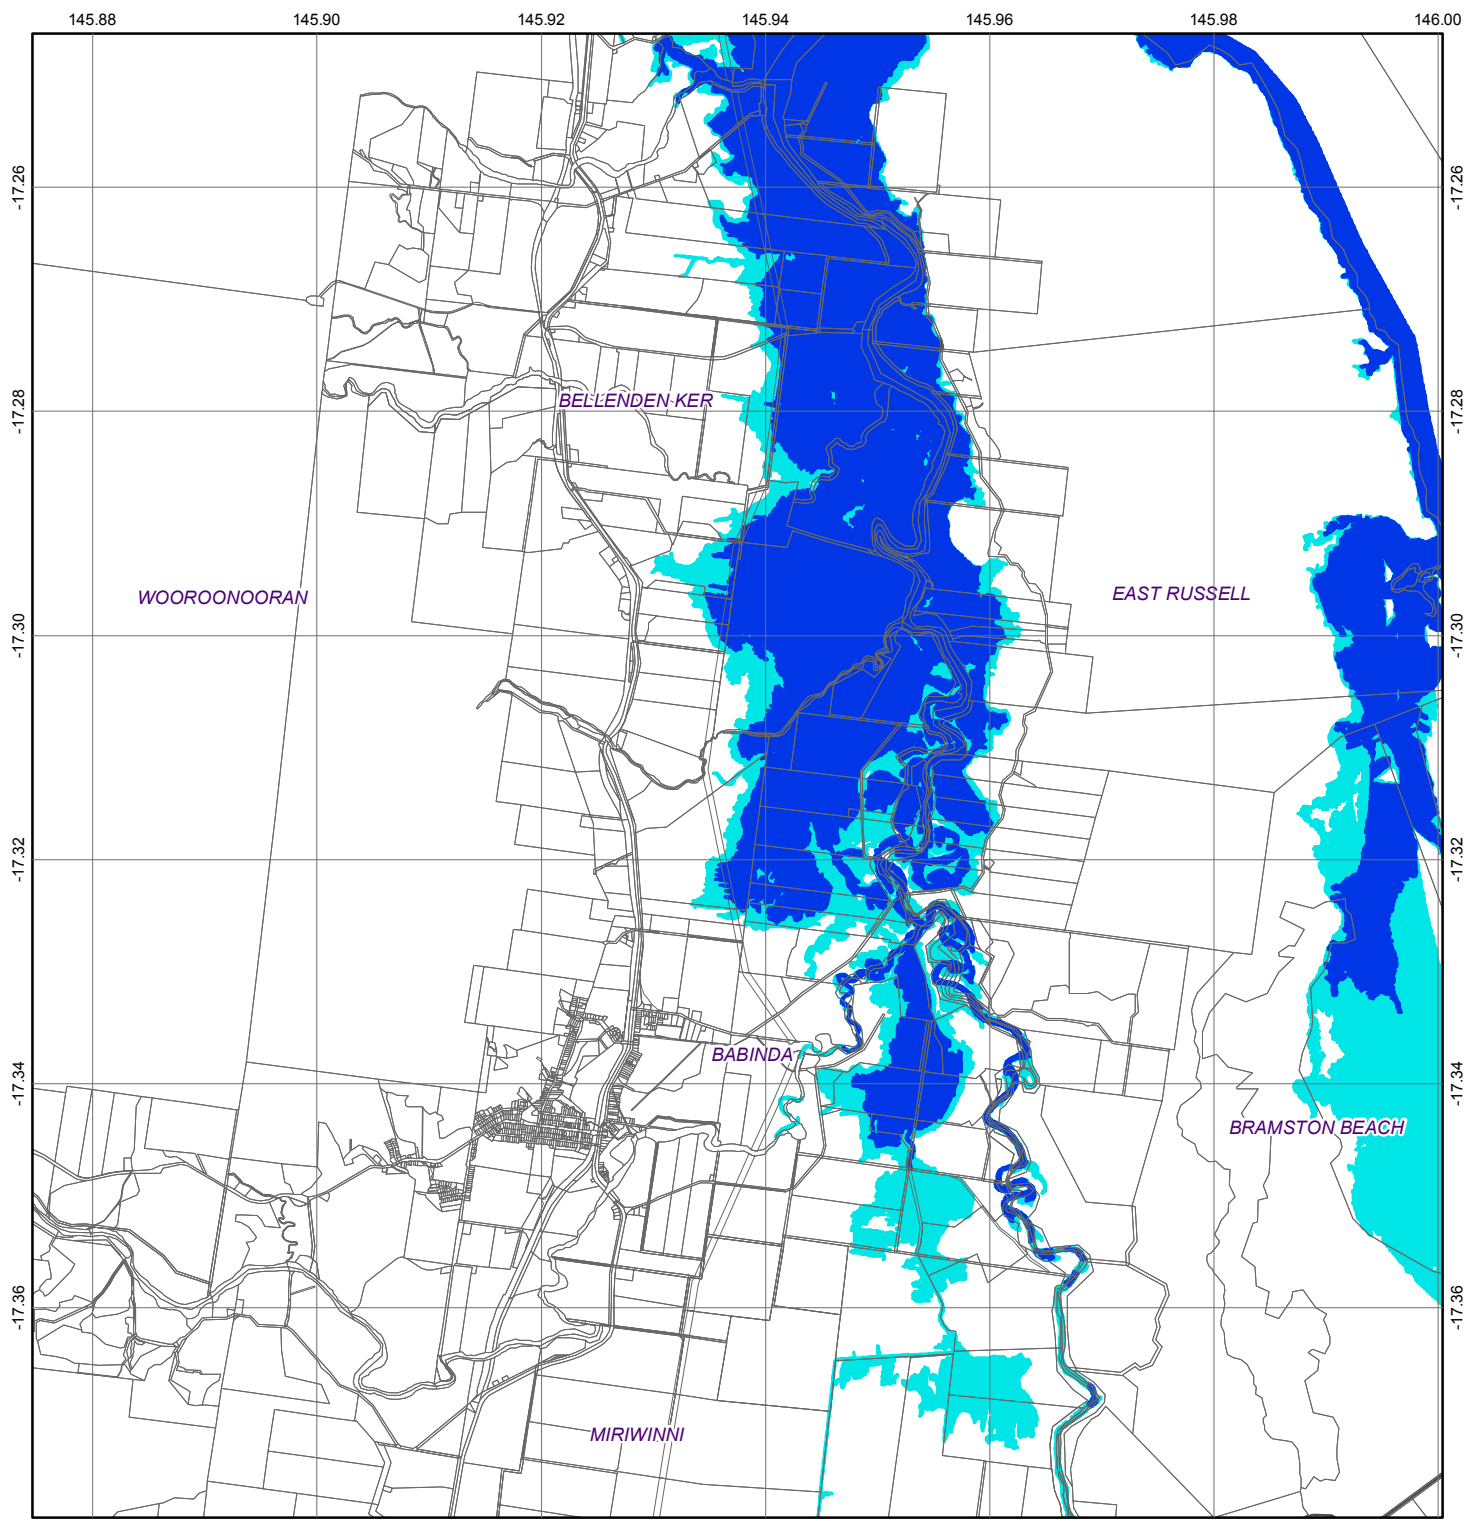 145.88 145.90 145.92 145.94 145.96 145.98 146.00
-17.26 -17.26
-17.28 -17.28
BELLENDEN KER
WOOROONOORAN EAST RUSSELL
-17.30 -17.30
-17.32 -17.32
BABINDA
-17.34 -17.34
BRAMSTON BEACH
-17.36 -17.36
MIRIWINNI